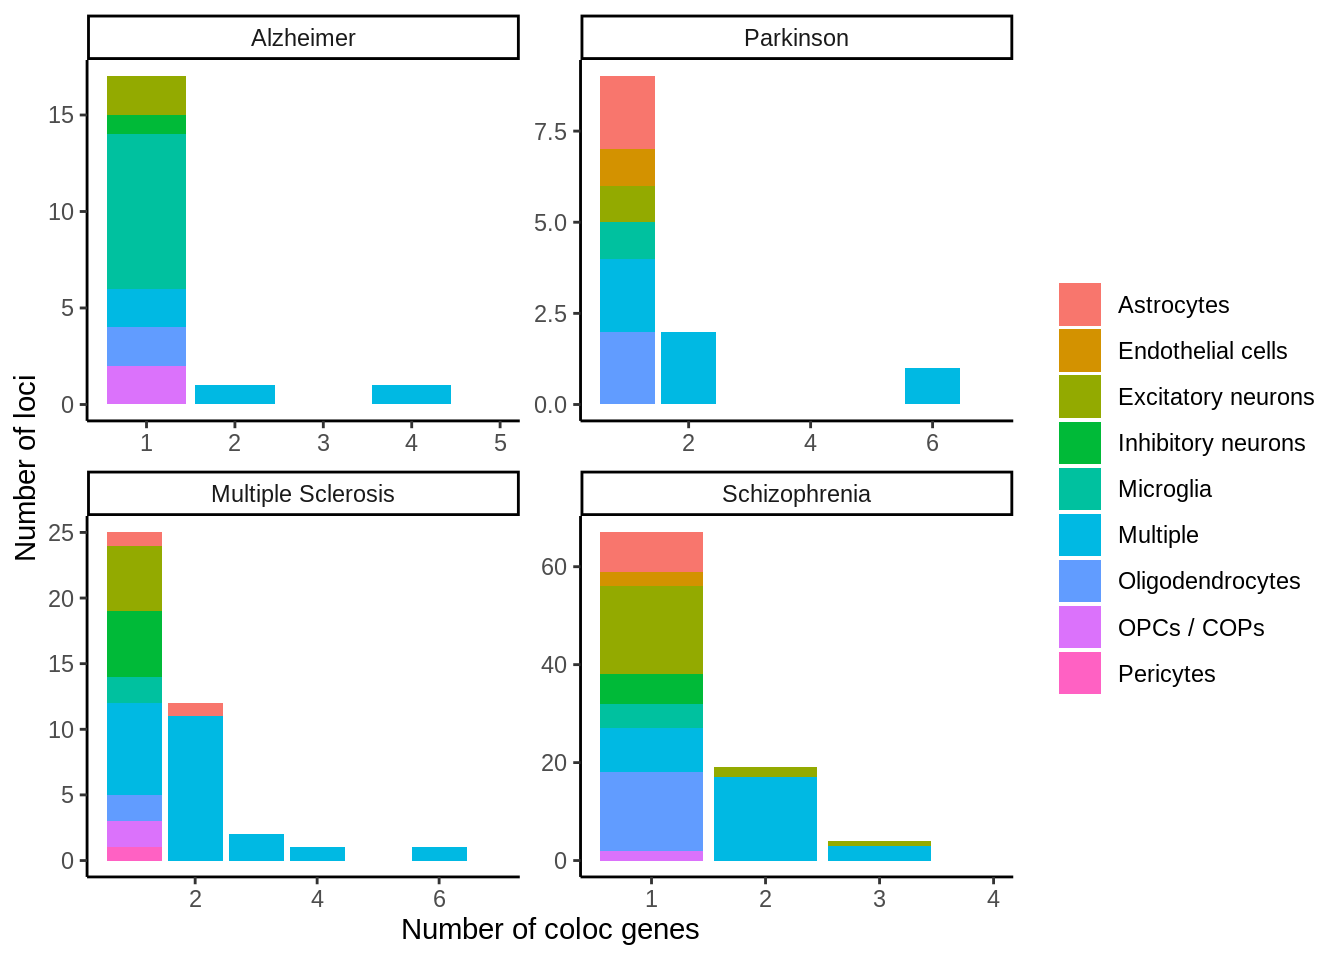 Alzheimer
Parkinson
15
10
5
0
1 2 3 4 5
7.5
5.0
2.5
0.0
2 4 6
Number of loci
Multiple Sclerosis
Schizophrenia
25
20
15
10
5
0
2 4 6
60
40
20
0
1 2 3 4
Number of coloc genes
Astrocytes
Endothelial cells
Excitatory neurons
Inhibitory neurons
Microglia
Multiple
Oligodendrocytes
OPCs / COPs
Pericytes